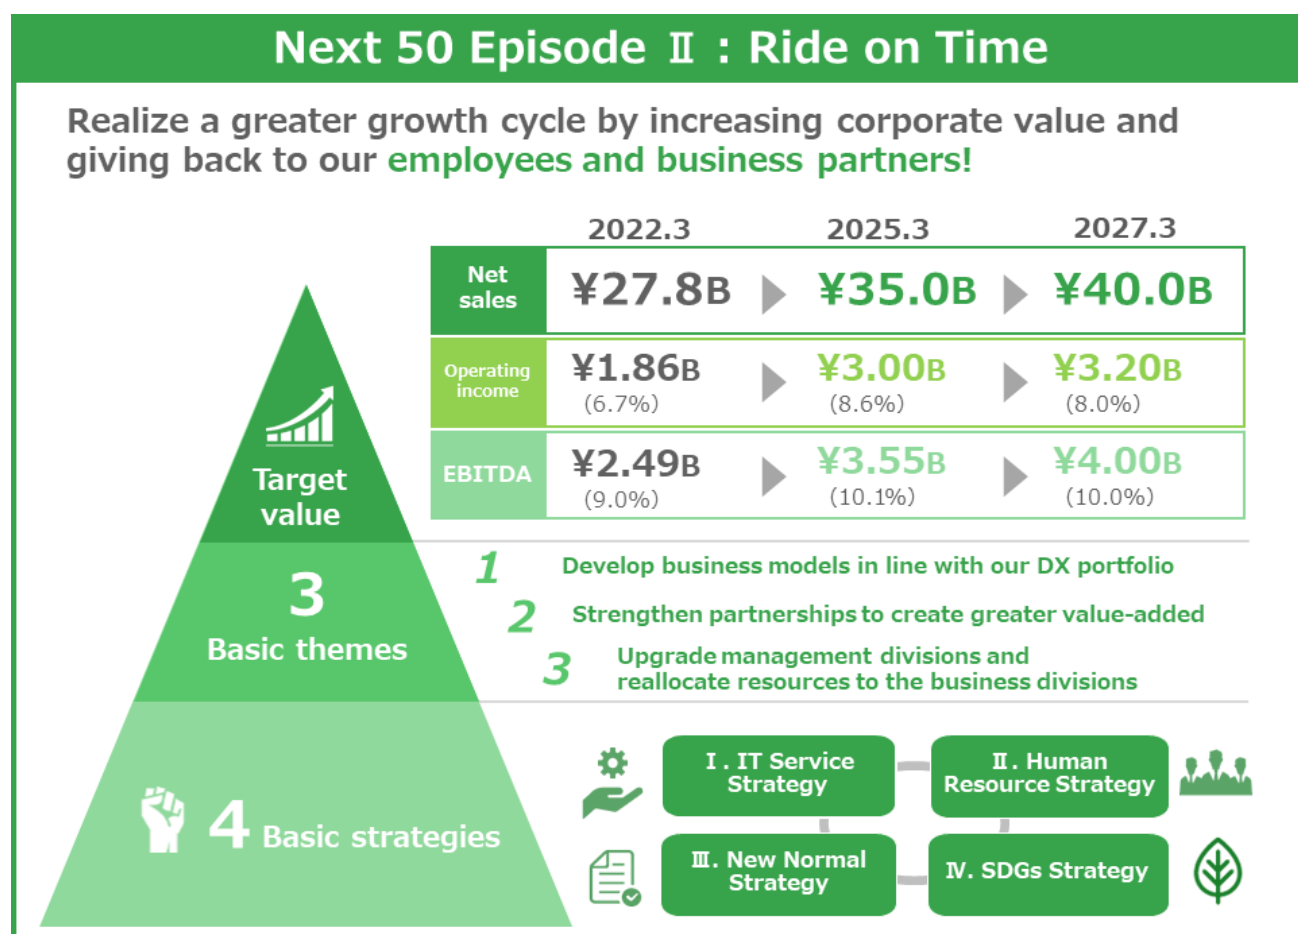 Next 50 Episode Ⅱ : Ride on Time
Realize a greater growth cycle by increasing corporate value and
giving back to our employees and business partners!
2022.3 2025.3 2027.3
Net
sales
¥27.8B ¥35.0B ¥40.0B
Operating
income
¥1.86B ¥3.00B ¥3.20B
(6.7%) (8.6%) (8.0%)
EBITDA
¥2.49B ¥3.55B ¥4.00B
(9.0%) (10.1%) (10.0%)
Target
value
3
Basic themes
1 Develop business models in line with our DX portfolio
2 Strengthen partnerships to create greater value-added
3 Upgrade management divisions and
reallocate resources to the business divisions
4 Basic strategies
Ⅰ. IT Service
Strategy
Ⅱ. Human
Resource Strategy
Ⅲ. New Normal
Strategy
Ⅳ. SDGs Strategy